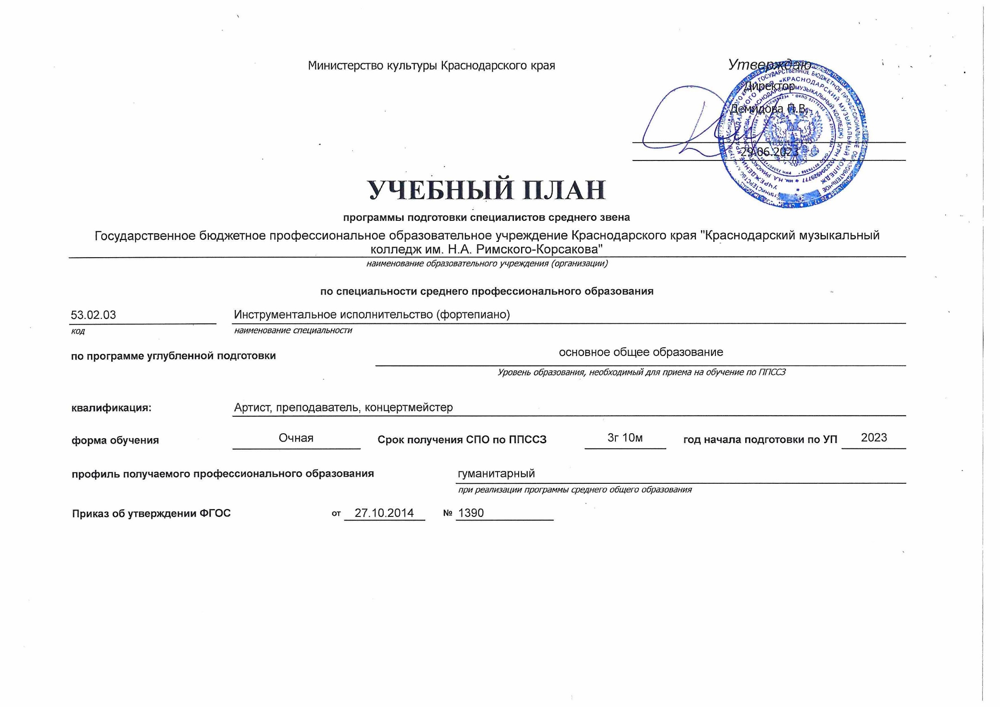 Министерство культуры Краснодарского края
Утверждаю
Директор
Демидова П.В.
29.06.2023
УЧЕБНЫЙ ПЛАН
программы подготовки специалистов среднего звена
Государственное бюджетное профессиональное образовательное учреждение Краснодарского края "Краснодарский музыкальный
колледж им. Н.А. Римского-Корсакова"
наименование образовательного учреждения (организации)
по специальности среднего профессионального образования
53.02.03 Инструментальное исполнительство (фортепиано)
код наименование специальности
по программе углубленной подготовки основное общее образование
Уровень образования, необходимый для приема на обучение по ППССЗ
квалификация: Артист, преподаватель, концертмейстер
форма обучения Очная Срок получения СПО по ППССЗ 3г 10м год начала подготовки по УП 2023
профиль получаемого профессионального образования гуманитарный
при реализации программы среднего общего образования
Приказ об утверждении ФГОС от 27.10.2014 № 1390